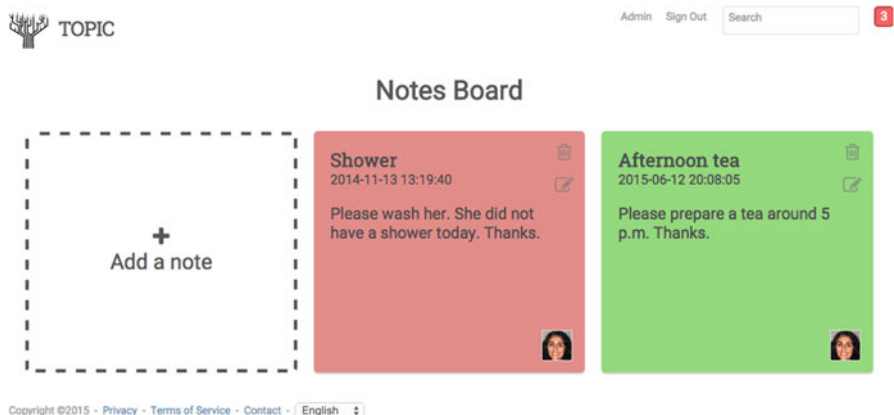 TOPIC
Admin Sign Out Search 3
Notes Board
+
Add a note
Shower
2014-11-13 13:19:40
Please wash her. She did not
have a shower today. Thanks.
Afternoon tea
2015-06-12 20:08:05
Please prepare a tea around 5
p.m. Thanks.
Copyright ©2015 - Privacy - Terms of Service - Contact - English